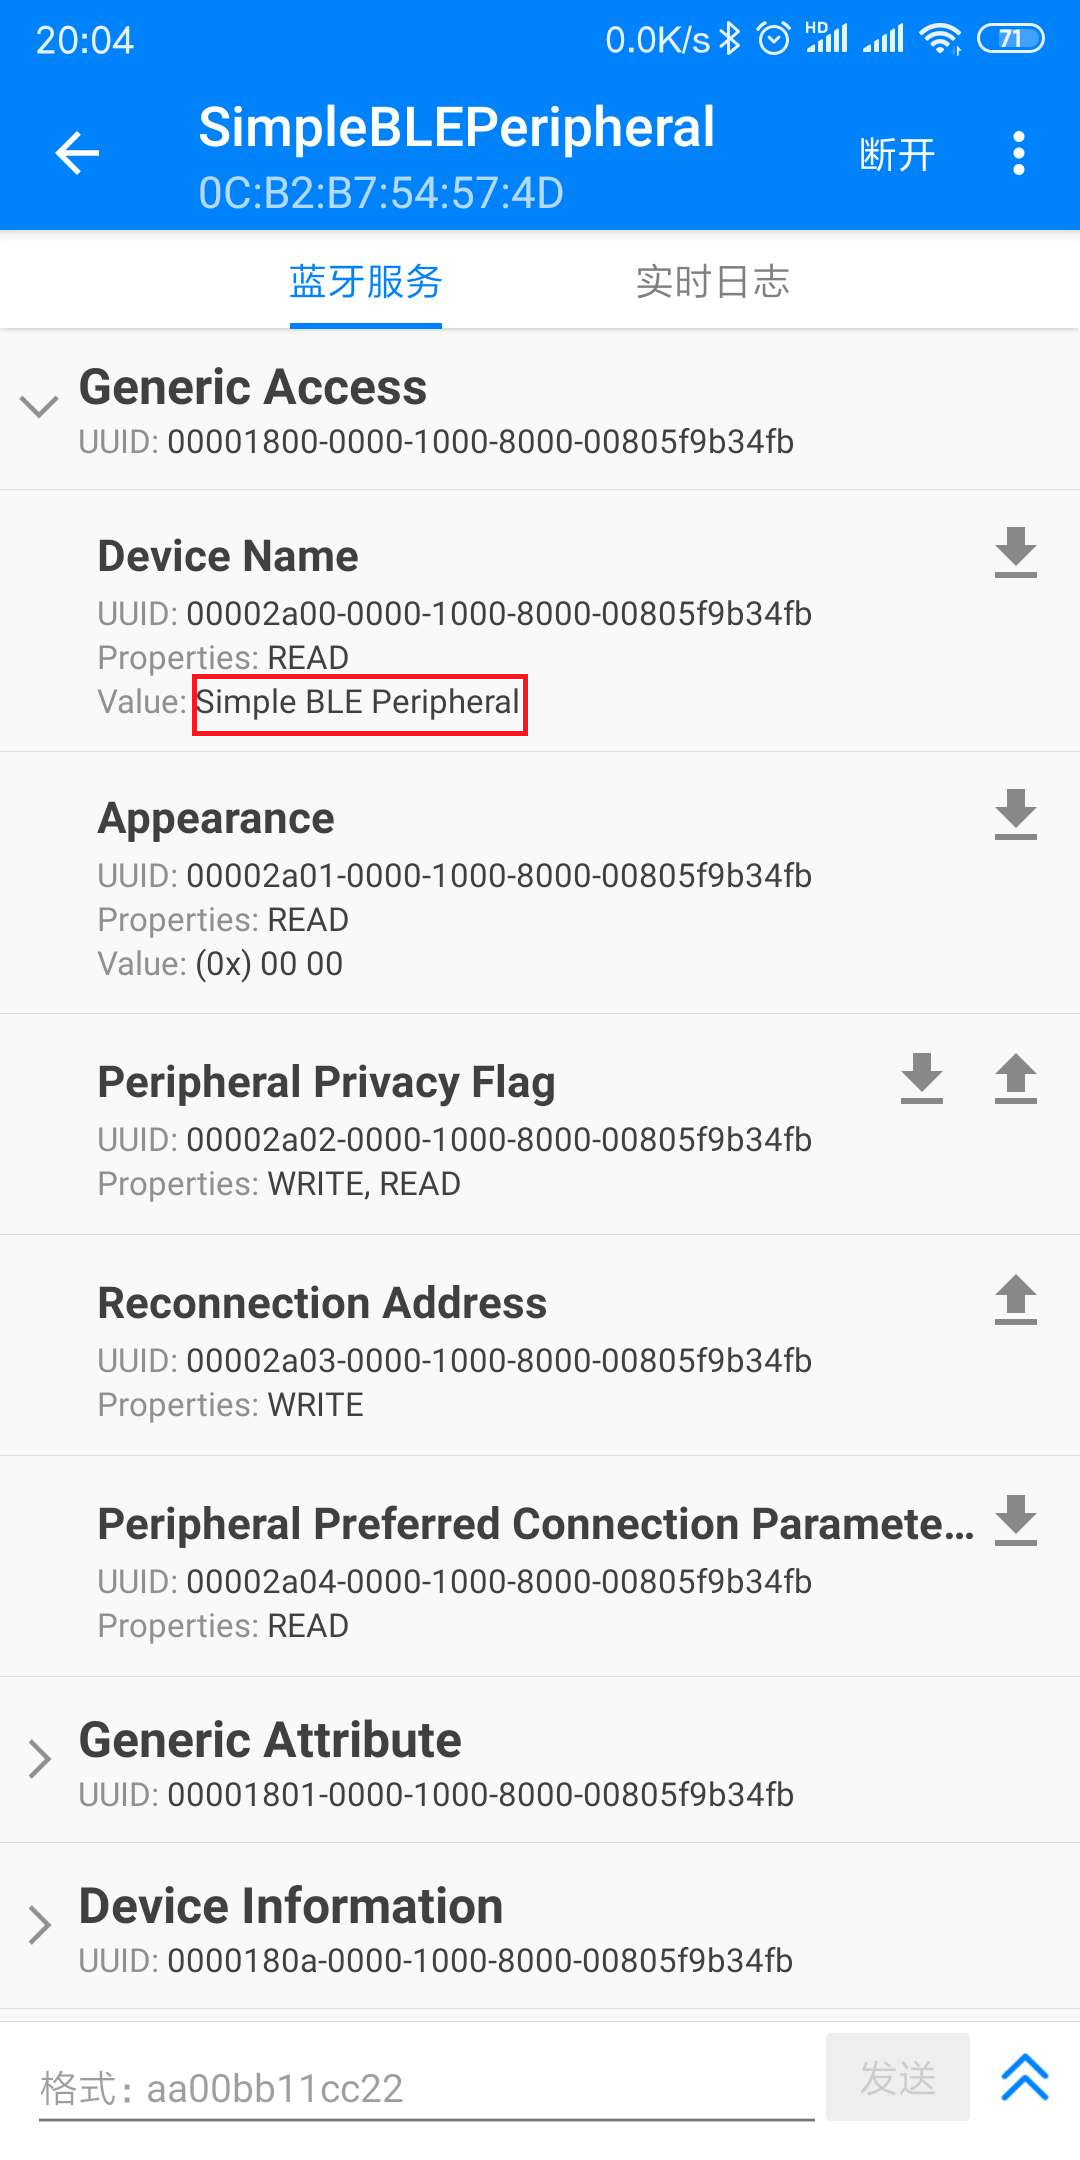 20:04
0.0K/s HD 71
SimpleBLEPeripheral
断开
0C:B2:B7:54:57:4D
蓝牙服务
实时日志
Generic Access
UUID: 00001800-0000-1000-8000-00805f9b34fb
Device Name
UUID: 00002a00-0000-1000-8000-00805f9b34fb
Properties: READ
Value: Simple BLE Peripheral
Appearance
UUID: 00002a01-0000-1000-8000-00805f9b34fb
Properties: READ
Value: (0x) 00 00
Peripheral Privacy Flag
UUID: 00002a02-0000-1000-8000-00805f9b34fb
Properties: WRITE, READ
Reconnection Address
UUID: 00002a03-0000-1000-8000-00805f9b34fb
Properties: WRITE
Peripheral Preferred Connection Paramete...
UUID: 00002a04-0000-1000-8000-00805f9b34fb
Properties: READ
Generic Attribute
UUID: 00001801-0000-1000-8000-00805f9b34fb
Device Information
UUID: 0000180a-0000-1000-8000-00805f9b34fb
格式：aa00bb11cc22
发送